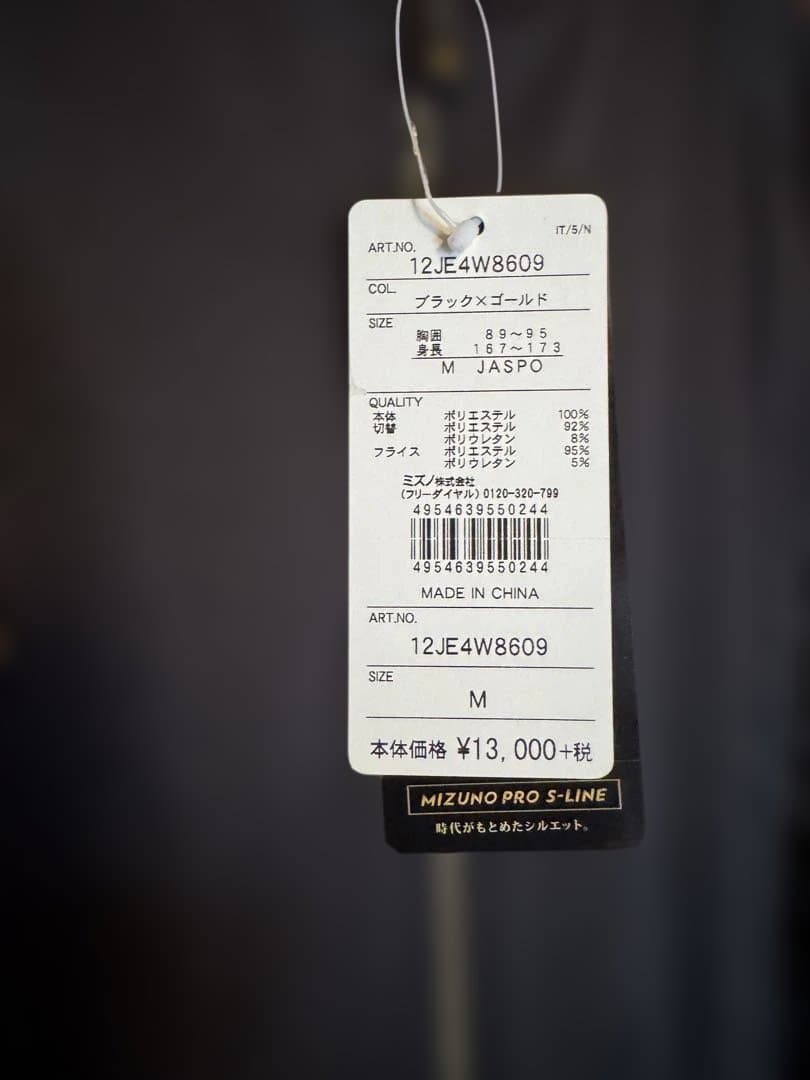 IT/5/N
ART.NO.
12JE4W8609
COL.
ブラック×ゴールド
SIZE
胸囲 89〜95
身長 167〜173
M JASPO
QUALITY
本体 ポリエステル 100%
切替 ポリエステル 92%
ポリウレタン 8%
フライス ポリエステル 95%
ポリウレタン 5%
ミズノ株式会社
(フリーダイヤル) 0120-320-799
4954639550244
4954639550244
MADE IN CHINA
ART.NO.
12JE4W8609
SIZE
M
本体価格 ¥13,000+税
MIZUNO PRO S-LINE
時代がもとめたシルエット。